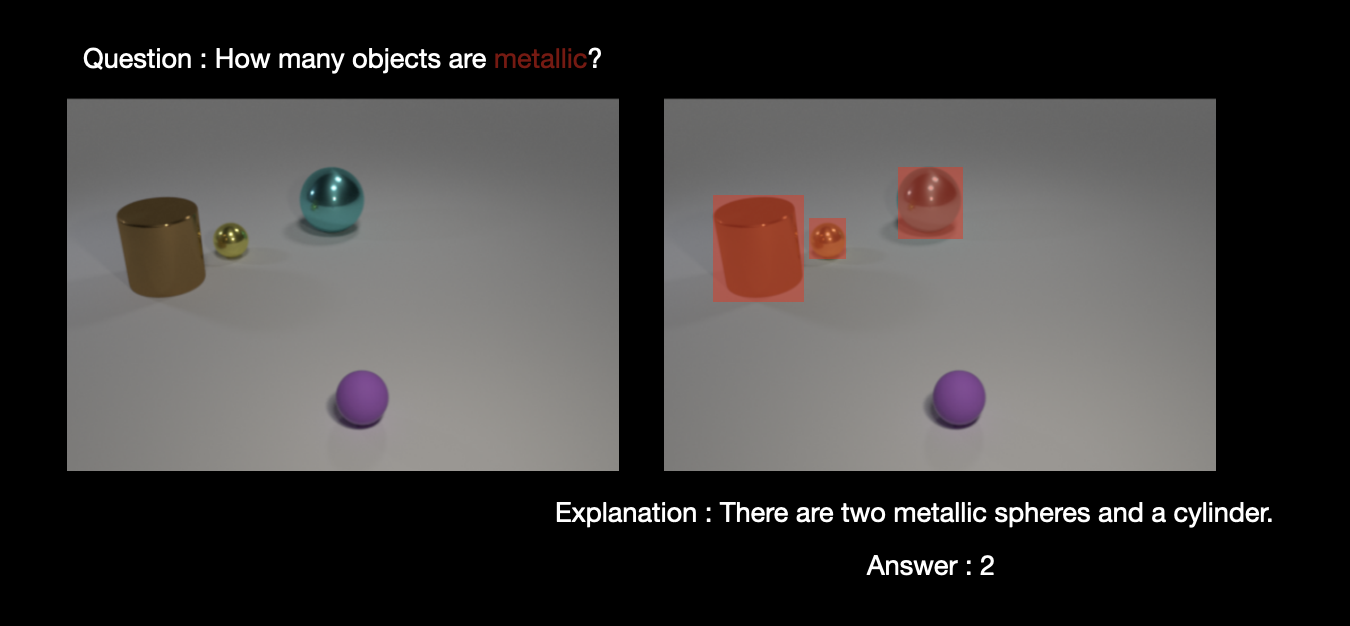 Question : How many objects are metallic?
Explanation : There are two metallic spheres and a cylinder.
Answer : 2